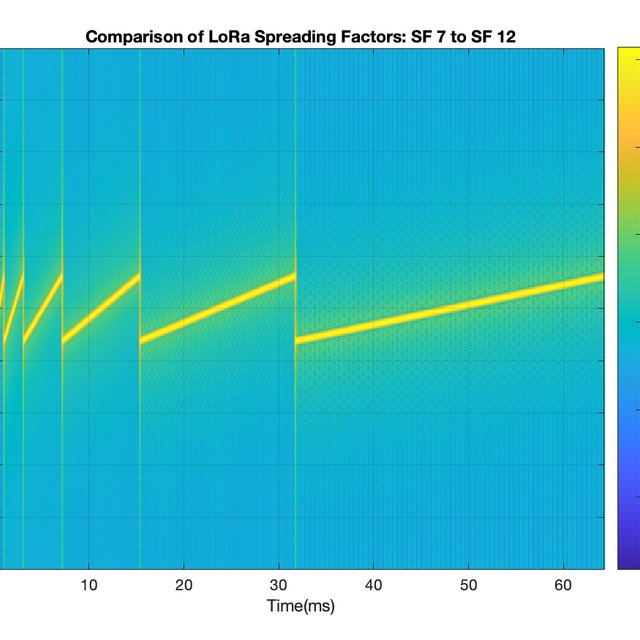 Comparison of LoRa Spreading Factors: SF 7 to SF 12
10 20 30 40 50 60
Time(ms)